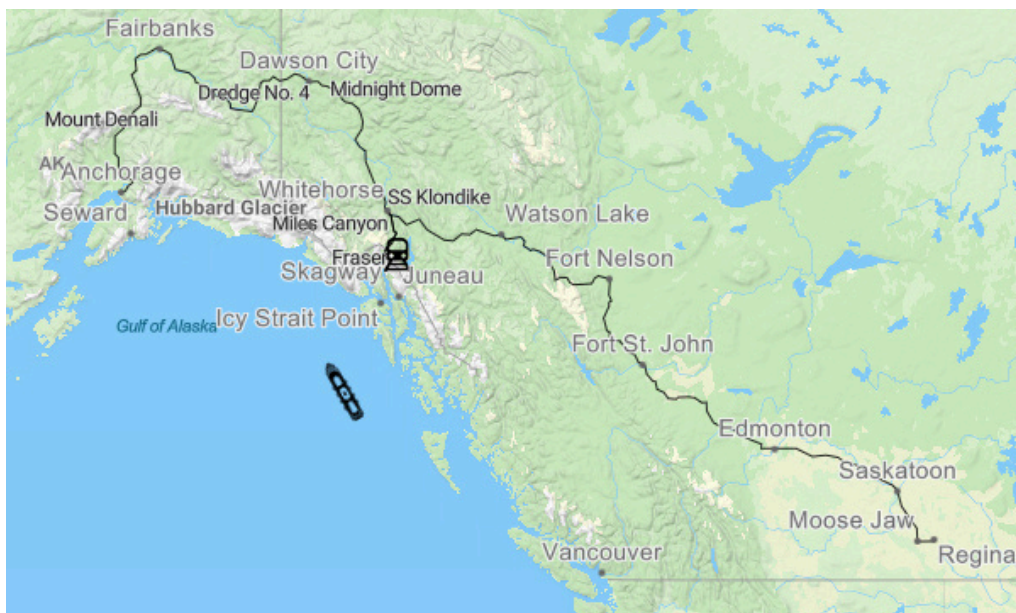 Fairbanks
Dawson City
Dredge No. 4
Midnight Dome
Mount Denali
AK
Anchorage
Whitehorse
SS Klondike
Seward
Hubbard Glacier
Miles Canyon
Watson Lake
Fraser
Fort Nelson
Skagway
Juneau
Icy Strait Point
Gulf of Alaska
Fort St. John
Edmonton
Saskatoon
Moose Jaw
Regina
Vancouver